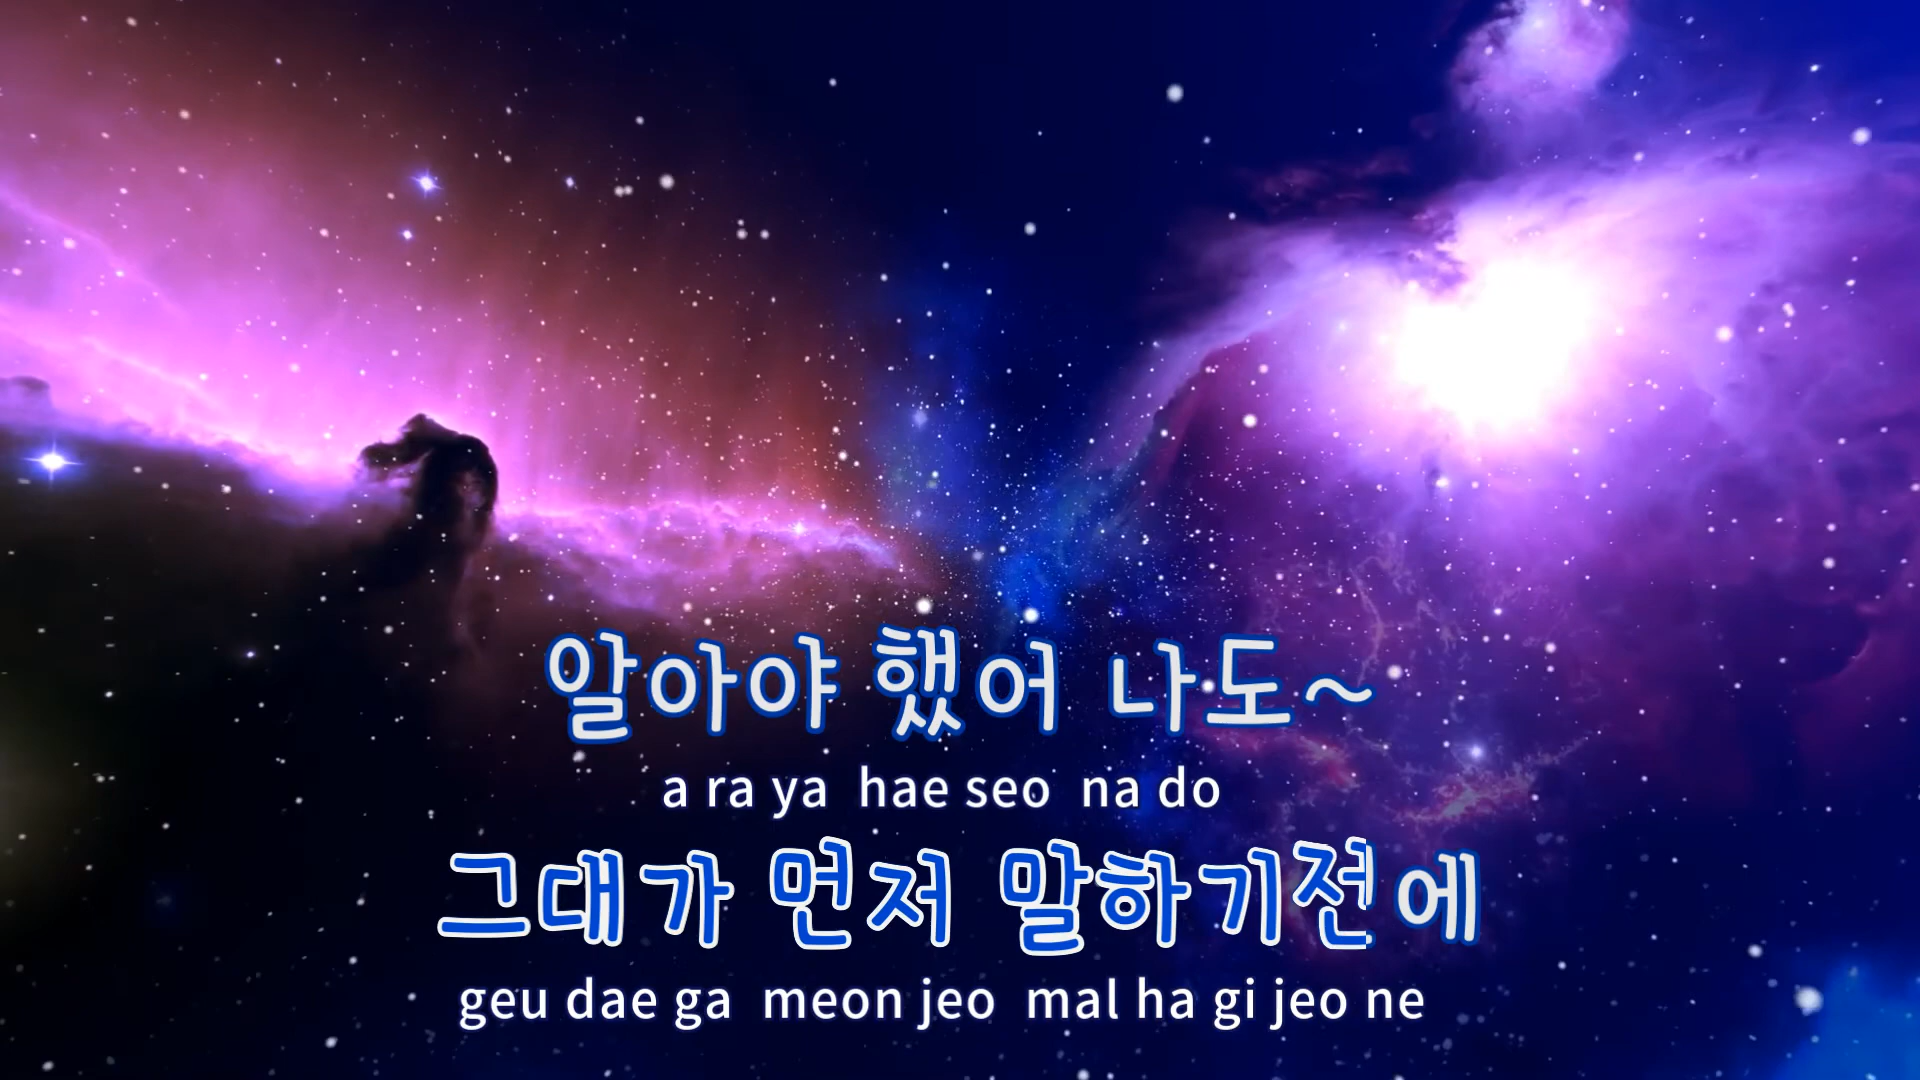 알아야 했어 나도~
a ra ya hae seo na do
그대가 먼저 말하기전에
geu dae ga meon jeo mal ha gi jeo ne